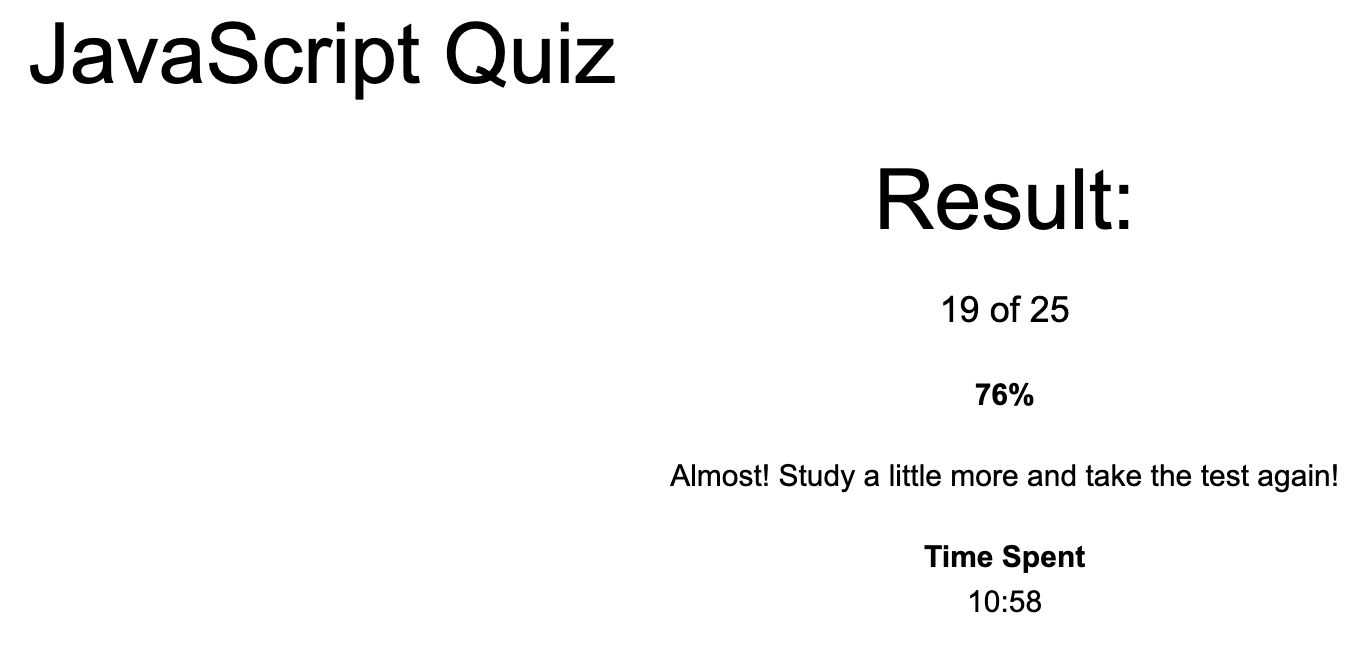 JavaScript Quiz
Result:
19 of 25
76%
Almost! Study a little more and take the test again!
Time Spent
10:58